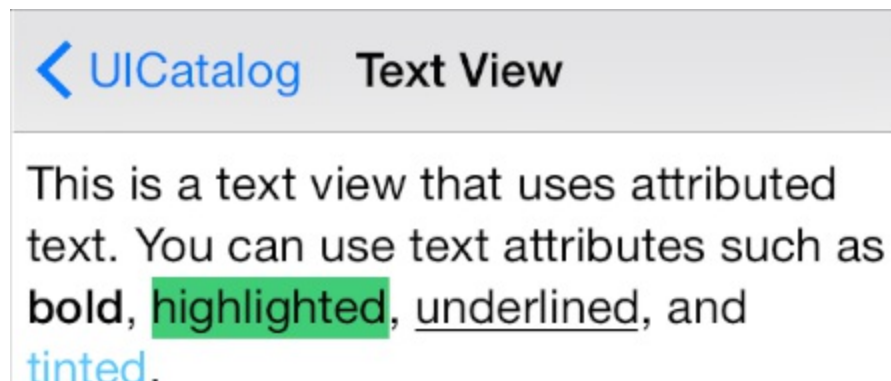 UICatalog Text View
This is a text view that uses attributed
text. You can use text attributes such as
bold, highlighted, underlined, and
tinted.